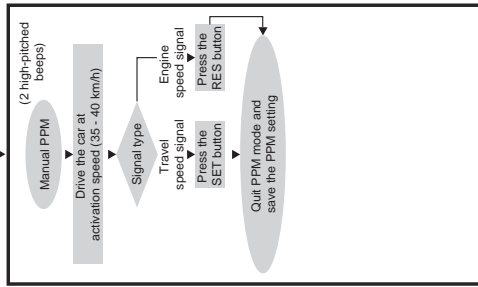 (2 high-pitched
beeps)
Manual PPM
Drive the car at
activation speed (35 - 40 km/h)
Signal type
Travel
speed signal
Engine
speed signal
Press the
SET button
Press the
RES button
Quit PPM mode and
save the PPM setting